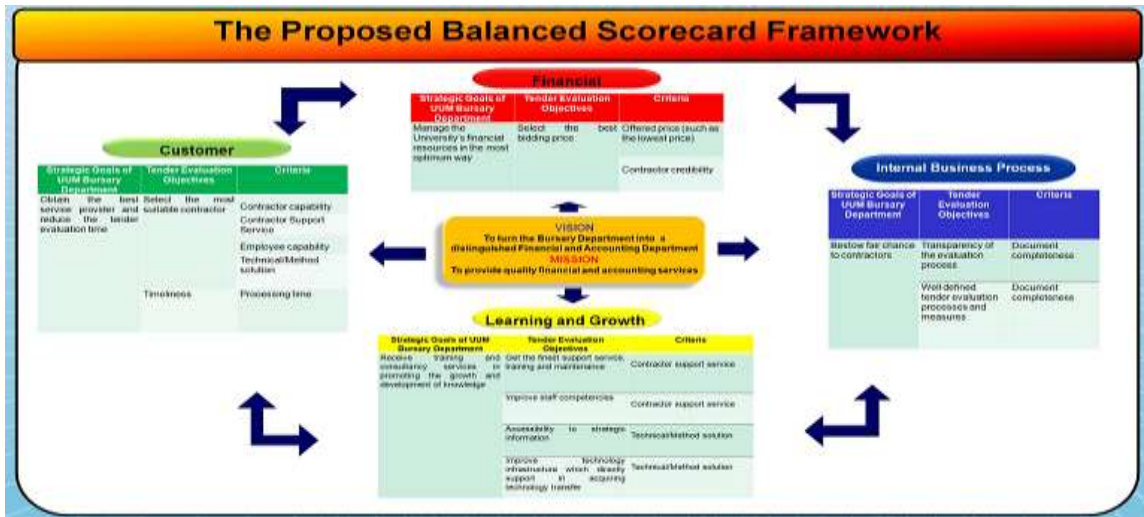 The Proposed Balanced Scorecard Framework
Financial
Strategic Goals of
UUM Bursary
Department
Tender Evaluation
Objectives
Criteria
Manage the
University's financial
resources in the most
optimum way
Select the best
bidding price
Offered price (such as
the lowest price)
Contractor credibility
Customer
Strategic Goals of
UUM Bursary
Department
Tender Evaluation
Objectives
Criteria
Obtain the best
service provider and
reduce the tender
evaluation time
Select the most
suitable contractor
Contractor capability
Contractor Support
Service
Employee capability
Technical/Method
solution
Timeliness
Processing time
VISION
To turn the Bursary Department into a
distinguished Financial and Accounting Department
MISSION
To provide quality financial and accounting services
Internal Business Process
Strategic Goals of
UUM Bursary
Department
Tender
Evaluation
Objectives
Criteria
Bestow fair chance
to contractors
Transparency of
the evaluation
process
Document
completeness
Well defined
tender evaluation
processes and
measures
Document
completeness
Learning and Growth
Strategic Goals of UUM
Bursary Department
Tender Evaluation
Objectives
Criteria
Receive training and
consultancy services in
promoting the growth and
development of knowledge
Get the finest support service,
training and maintenance
Contractor support service
Improve staff competencies
Contractor support service
Accessibility to strategic
information
Technical/Method solution
Improve technology
infrastructure which directly
support in acquiring
technology transfer
Technical/Method solution